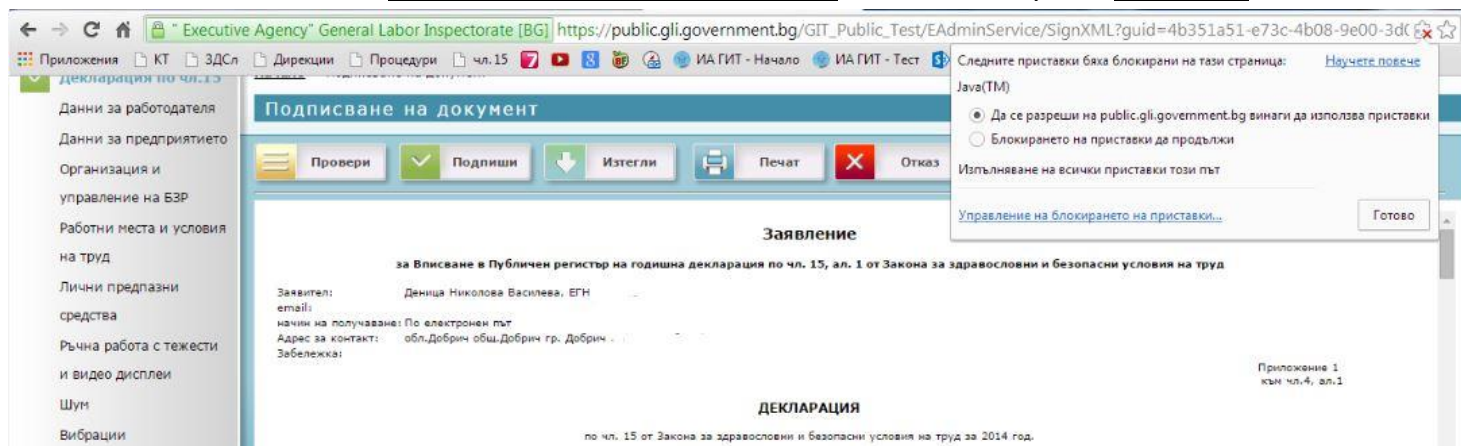 " Executive Agency" General Labor Inspectorate [BG] https://public.gli.government.bg/GIT_Public_Test/EAdminService/SignXML?guid=4b351a51-e73c-4b08-9e00-3d
Приложения КТ ЗДСл Дирекции Процедури чл.15 ИА ГИТ - Начало ИА ГИТ - Тест
Следните приставки бяха блокирани на тази страница: Научете повече
Java(TM)
Да се разреши на public.gli.government.bg винаги да използва приставки
Блокирането на приставки да продължи
Изпълняване на всички приставки този път
Управление на блокирането на приставки...
Готово
Декларация по чл.15
Данни за работодателя
Данни за предприятието
Организация и
управление на БЗР
Работни места и условия
на труд
Лични предпазни
средства
Ръчна работа с тежести
и видео дисплеи
Шум
Вибрации
Подписване на документ
Провери Подпиши Изтегли Печат Отказ
Заявление
за Вписване в Публичен регистър на годишна декларация по чл. 15, ал. 1 от Закона за здравословни и безопасни условия на труд
Заявител: Деница Николова Василева, ЕГН
email:
начин на получаване: По електронен път
Адрес за контакт: обл.Добрич общ.Добрич гр. Добрич
Забележка:
Приложение 1
към чл.4, ал.1
ДЕКЛАРАЦИЯ
по чл. 15 от Закона за здравословни и безопасни условия на труд за 2014 год.